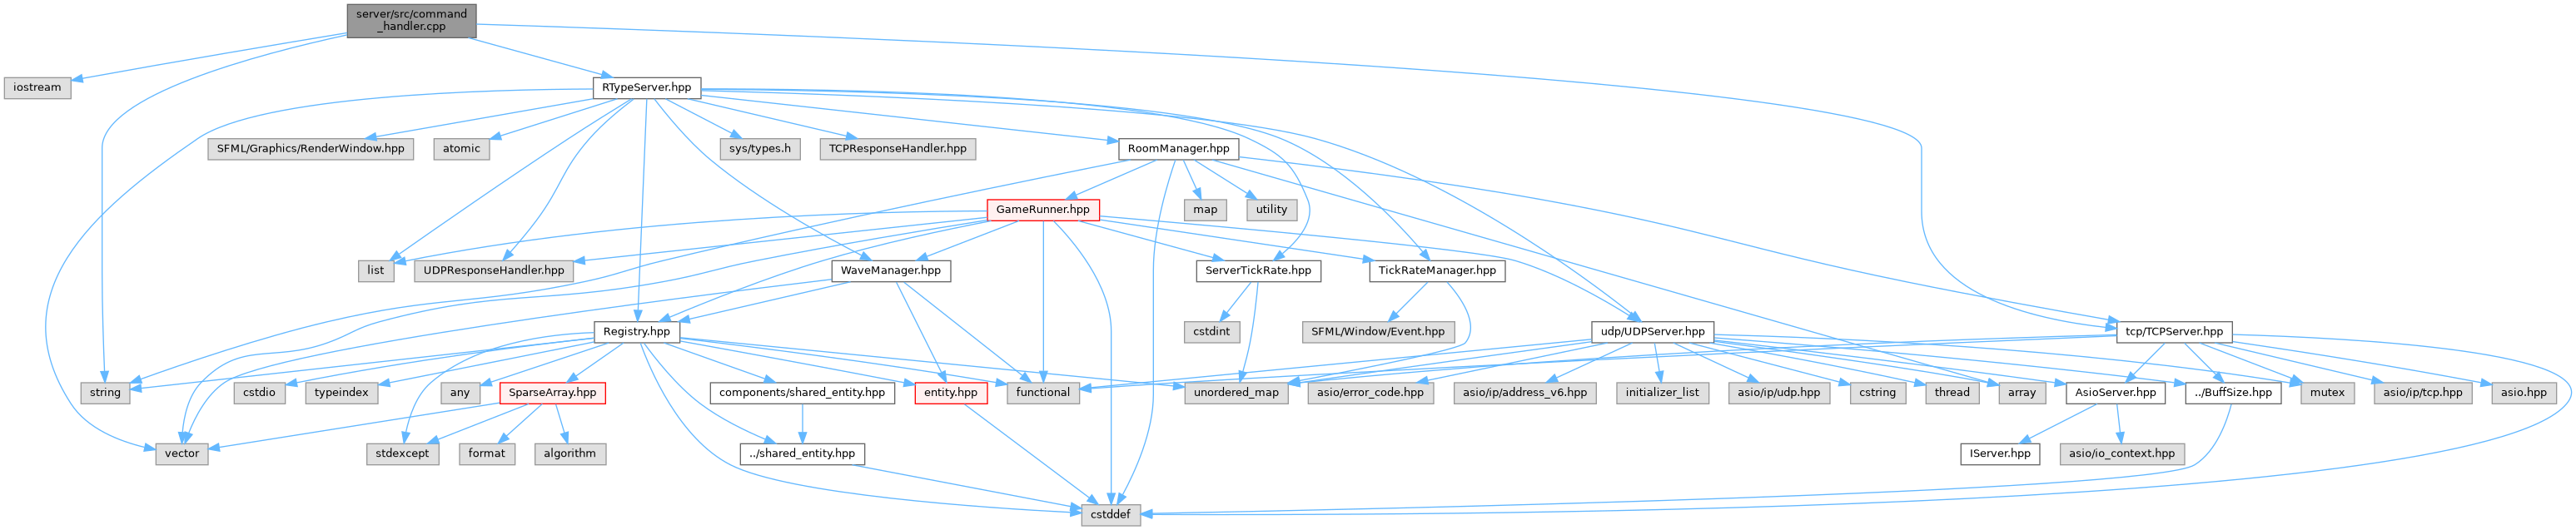 server/src/command
_handler.cpp
iostream
RTypeServer.hpp
SFML/Graphics/RenderWindow.hpp
atomic
sys/types.h
TCPResponseHandler.hpp
RoomManager.hpp
GameRunner.hpp
map
utility
list
UDPResponseHandler.hpp
WaveManager.hpp
ServerTickRate.hpp
TickRateManager.hpp
Registry.hpp
cstdint
SFML/Window/Event.hpp
udp/UDPServer.hpp
tcp/TCPServer.hpp
string
cstdio
typeindex
any
SparseArray.hpp
components/shared_entity.hpp
entity.hpp
functional
unordered_map
asio/error_code.hpp
asio/ip/address_v6.hpp
initializer_list
asio/ip/udp.hpp
cstring
thread
array
AsioServer.hpp
../BuffSize.hpp
mutex
asio/ip/tcp.hpp
asio.hpp
vector
stdexcept
format
algorithm
../shared_entity.hpp
IServer.hpp
asio/io_context.hpp
cstddef